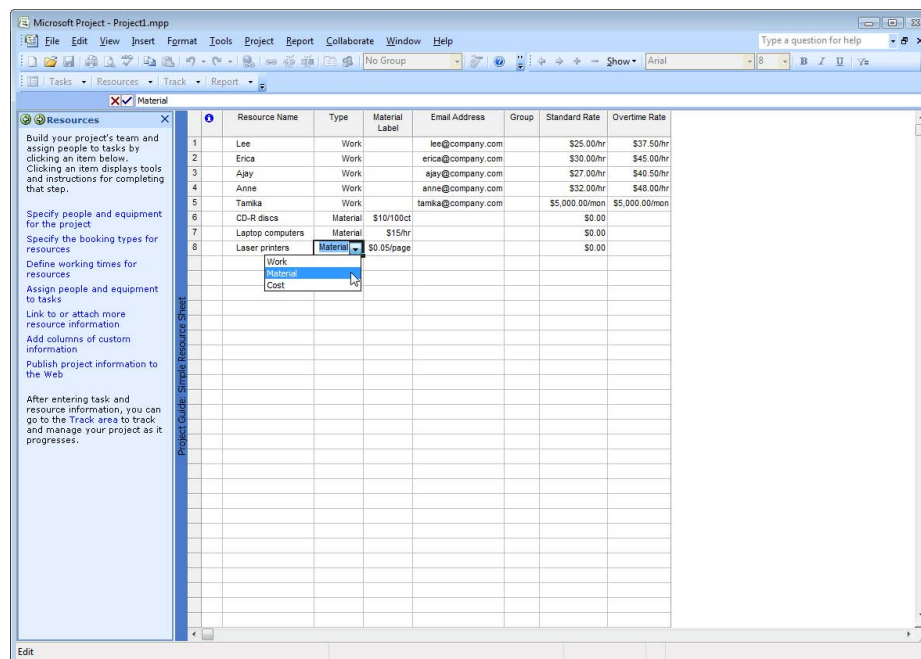 Microsoft Project - Project1.mpp
File Edit View Insert Format Tools Project Report Collaborate Window Help
Type a question for help
No Group
Show
Arial
8
B I U
Tasks Resources Track Report
Material
Resources
Build your project's team and
assign people to tasks by
clicking an item below.
Clicking an item displays tools
and instructions for completing
that step.
Specify people and equipment
for the project
Specify the booking types for
resources
Define working times for
resources
Assign people and equipment
to tasks
Link to or attach more
resource information
Add columns of custom
information
Publish project information to
the Web
After entering task and
resource information, you can
go to the Track area to track
and manage your project as it
progresses.
Project Guide: Simple Resource Sheet
Resource Name Type Material Label Email Address Group Standard Rate Overtime Rate
1 Lee Work lee@company.com $25.00/hr $37.50/hr
2 Erica Work erica@company.com $30.00/hr $45.00/hr
3 Ajay Work ajay@company.com $27.00/hr $40.50/hr
4 Anne Work anne@company.com $32.00/hr $48.00/hr
5 Tamika Work tamika@company.com $5,000.00/mon $5,000.00/mon
6 CD-R discs Material $10/100ct $0.00
7 Laptop computers Material $15/hr $0.00
8 Laser printers Material $0.05/page $0.00
Work
Material
Cost
Edit